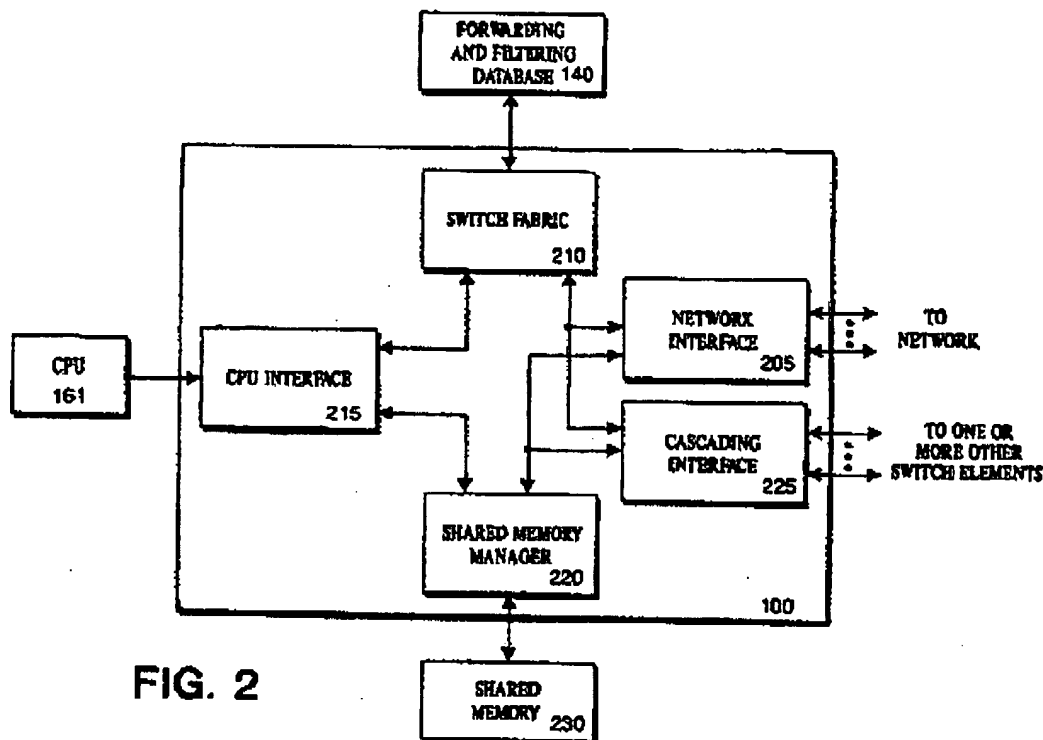 FORWARDING
AND FILTERING
DATABASE 140
SWITCH FABRIC
210
NETWORK
INTERFACE
205
TO
NETWORK
CPU
161
CPU INTERFACE
215
CASCADING
INTERFACE
225
TO ONE OR
MORE OTHER
SWITCH ELEMENTS
SHARED MEMORY
MANAGER
220
100
FIG. 2
SHARED
MEMORY
230